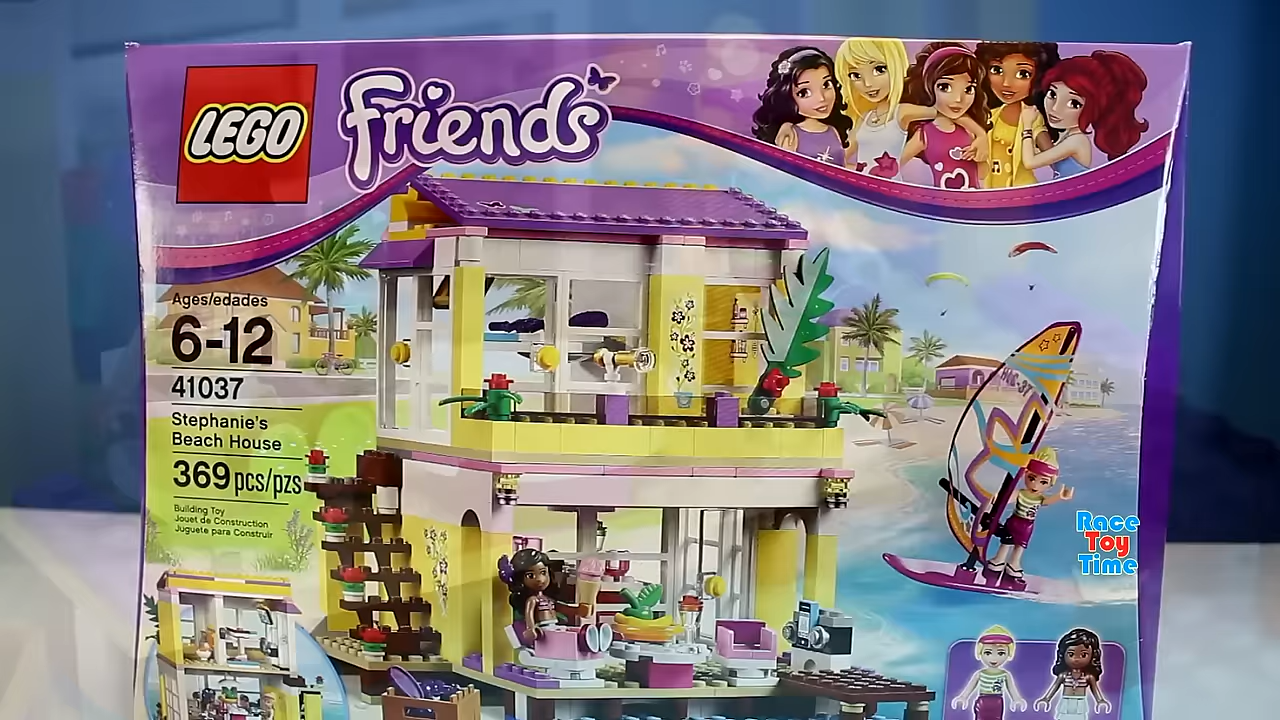 LEGO
friends
Ages/edades
6-12
41037
Stephanie's
Beach House
369 pcs/pzs
Building Toy
Jouet de Construction
Juguete para Construir
Race
Toy
Time